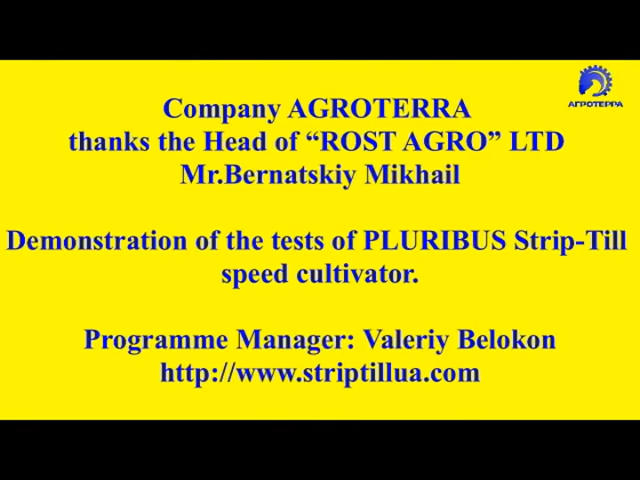 АГРОТЕРРА
Company AGROTERRA
thanks the Head of “ROST AGRO” LTD
Mr.Bernatskiy Mikhail
Demonstration of the tests of PLURIBUS Strip-Till
speed cultivator.
Programme Manager: Valeriy Belokon
http://www.striptillua.com